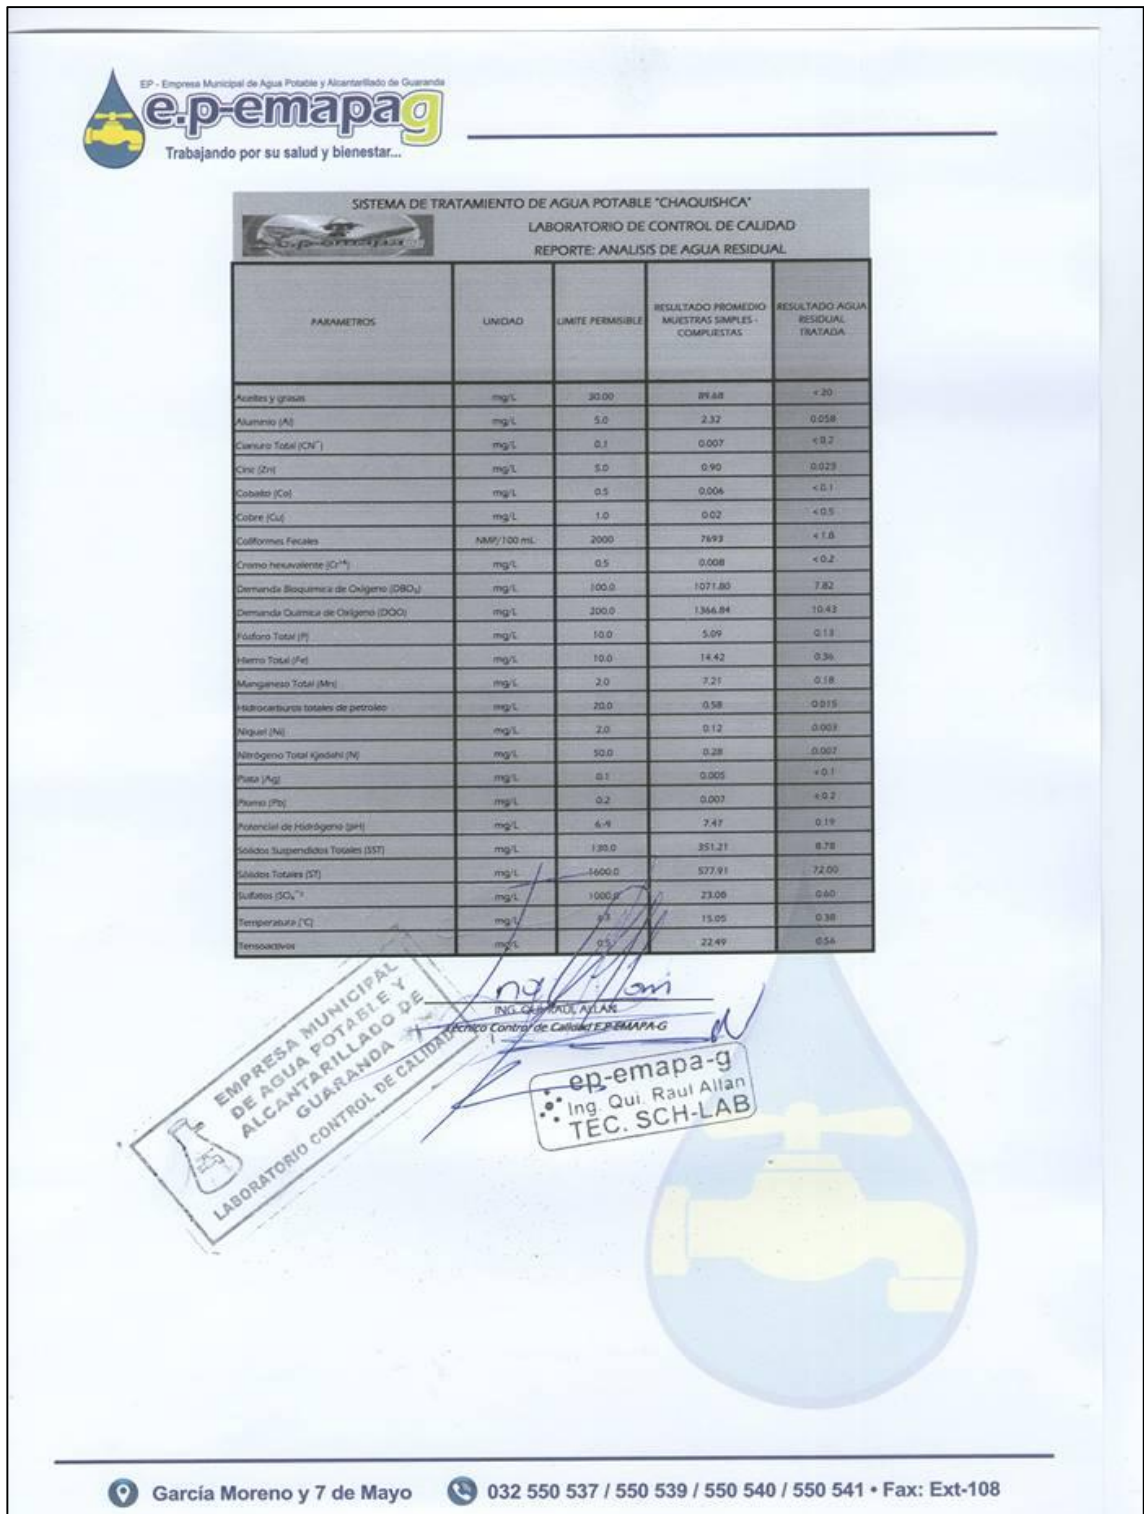 EP - Empresa Municipal de Agua Potable y Alcantarillado de Guaranda
e.p-emapag
Trabajando por su salud y bienestar...
SISTEMA DE TRATAMIENTO DE AGUA POTABLE "CHAQUISHCA"
LABORATORIO DE CONTROL DE CALIDAD
REPORTE: ANALISIS DE AGUA RESIDUAL
PARAMETROS UNIDAD LIMITE PERMISIBLE RESULTADO PROMEDIO MUESTRAS SIMPLES - COMPUESTAS RESULTADO AGUA RESIDUAL TRATADA
Aceites y grasas mg/L 30.00 89.68 < 20
Aluminio (Al) mg/L 5.0 2.32 0.058
Cianuro Total (CN⁻) mg/L 0.1 0.007 < 0.2
Cinc (Zn) mg/L 5.0 0.90 0.023
Cobalto (Co) mg/L 0.5 0.006 < 0.1
Cobre (Cu) mg/L 1.0 0.02 < 0.5
Coliformes Fecales NMP/100 mL 2000 7693 < 1.8
Cromo hexavalente (Cr⁺⁶) mg/L 0.5 0.008 < 0.2
Demanda Bioquímica de Oxígeno (DBO₅) mg/L 100.0 1071.80 7.82
Demanda Química de Oxígeno (DQO) mg/L 200.0 1366.84 10.43
Fósforo Total (P) mg/L 10.0 5.09 0.13
Hierro Total (Fe) mg/L 10.0 14.42 0.36
Manganeso Total (Mn) mg/L 2.0 7.21 0.18
Hidrocarburos totales de petroleo mg/L 20.0 0.58 0.015
Niquel (Ni) mg/L 2.0 0.12 0.003
Nitrógeno Total Kjedahl (N) mg/L 50.0 0.28 0.007
Plata (Ag) mg/L 0.1 0.005 < 0.1
Plomo (Pb) mg/L 0.2 0.007 < 0.2
Potencial de Hidrógeno (pH) mg/L 6-9 7.47 0.19
Sólidos Suspendidos Totales (SST) mg/L 130.0 351.21 8.78
Sólidos Totales (ST) mg/L 1600.0 577.91 72.00
Sulfatos (SO₄⁻² mg/L 1000.0 23.06 0.60
Temperatura (°C) mg/L 15.05 0.38
Tensoactivos mg/L 0.5 22.49 0.56
ING. QUI RAUL ALLAN
Técnico Control de Calidad E.P-EMAPA-G
EMPRESA MUNICIPAL
DE AGUA POTABLE Y
ALCANTARILLADO DE
GUARANDA
LABORATORIO CONTROL DE CALIDAD
ep-emapa-g
Ing. Qui. Raul Allan
TEC. SCH-LAB
García Moreno y 7 de Mayo 032 550 537 / 550 539 / 550 540 / 550 541 • Fax: Ext-108